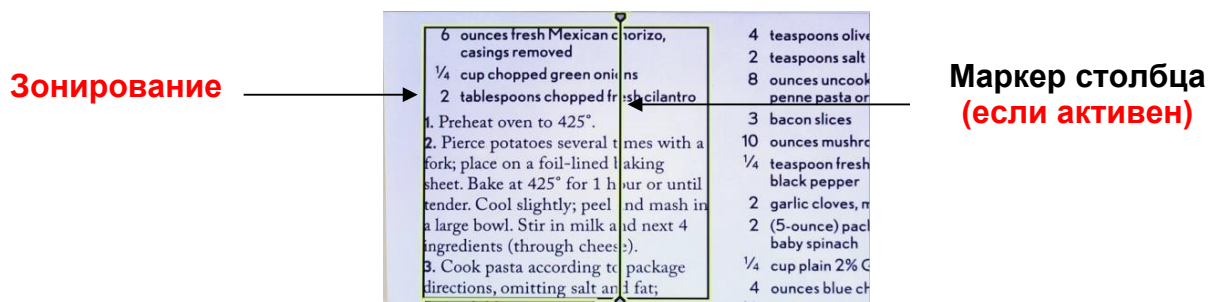 Зонирование
6 ounces fresh Mexican chorizo,
casings removed
¼ cup chopped green onions
2 tablespoons chopped fresh cilantro
1. Preheat oven to 425°.
2. Pierce potatoes several times with a
fork; place on a foil-lined baking
sheet. Bake at 425° for 1 hour or until
tender. Cool slightly; peel and mash in
a large bowl. Stir in milk and next 4
ingredients (through cheese).
3. Cook pasta according to package
directions, omitting salt and fat;
4 teaspoons
2 teaspoons salt
8 ounces
penne pasta or
3 bacon slices
10 ounces
¼ teaspoon fresh
black pepper
2 garlic cloves,
2 (5-ounce)
baby spinach
¼ cup plain 2%
4 ounces blue
Маркер столбца
(если активен)